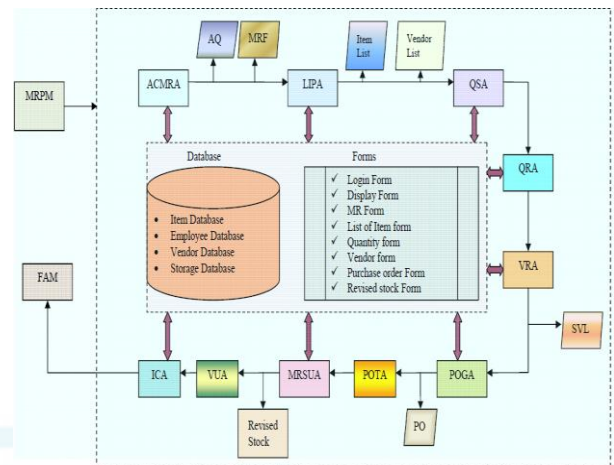 AQ
MRF
Item
List
Vendor
List
MRPM
ACMRA
LIPA
QSA
QRA
Database
Forms
• Item Database
• Employee Database
• Vendor Database
• Storage Database
✓ Login Form
✓ Display Form
✓ MR Form
✓ List of Item form
✓ Quantity form
✓ Vendor form
✓ Purchase order Form
✓ Revised stock Form
VRA
FAM
SVL
ICA
VUA
MRSUA
POTA
POGA
Revised
Stock
PO